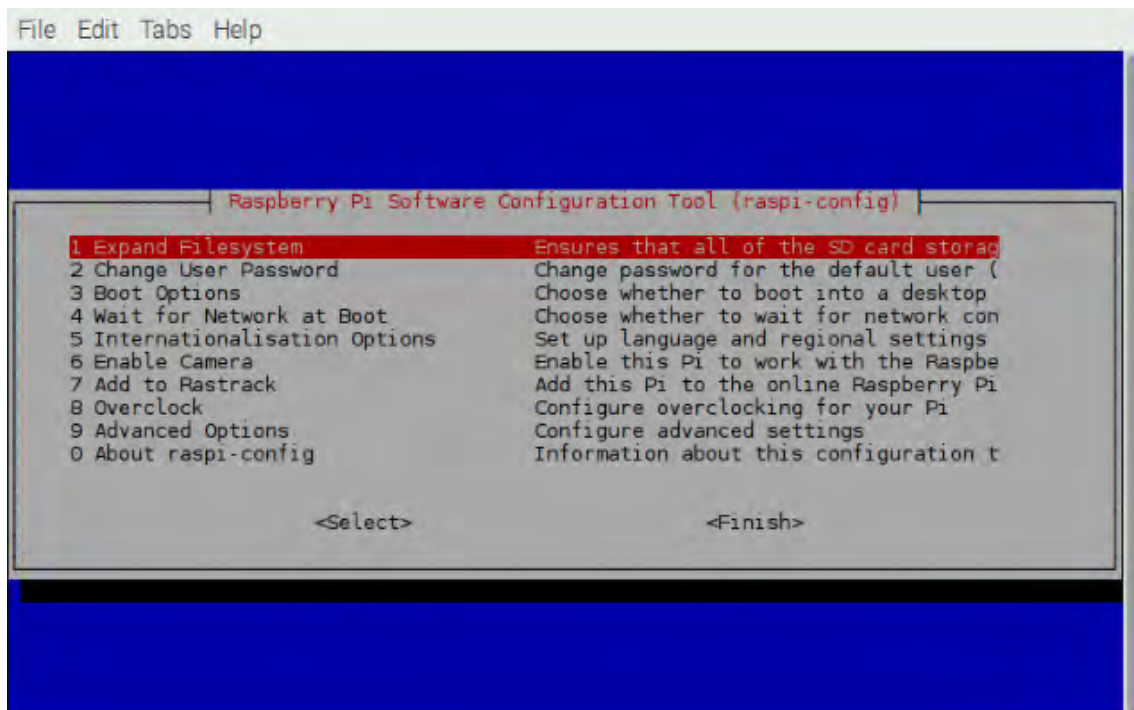 File Edit Tabs Help
Raspberry Pi Software Configuration Tool (raspi-config)
1 Expand Filesystem Ensures that all of the SD card storag
2 Change User Password Change password for the default user (
3 Boot Options Choose whether to boot into a desktop
4 Wait for Network at Boot Choose whether to wait for network con
5 Internationalisation Options Set up language and regional settings
6 Enable Camera Enable this Pi to work with the Raspbe
7 Add to Rastrack Add this Pi to the online Raspberry Pi
8 Overclock Configure overclocking for your Pi
9 Advanced Options Configure advanced settings
0 About raspi-config Information about this configuration t
<Select> <Finish>